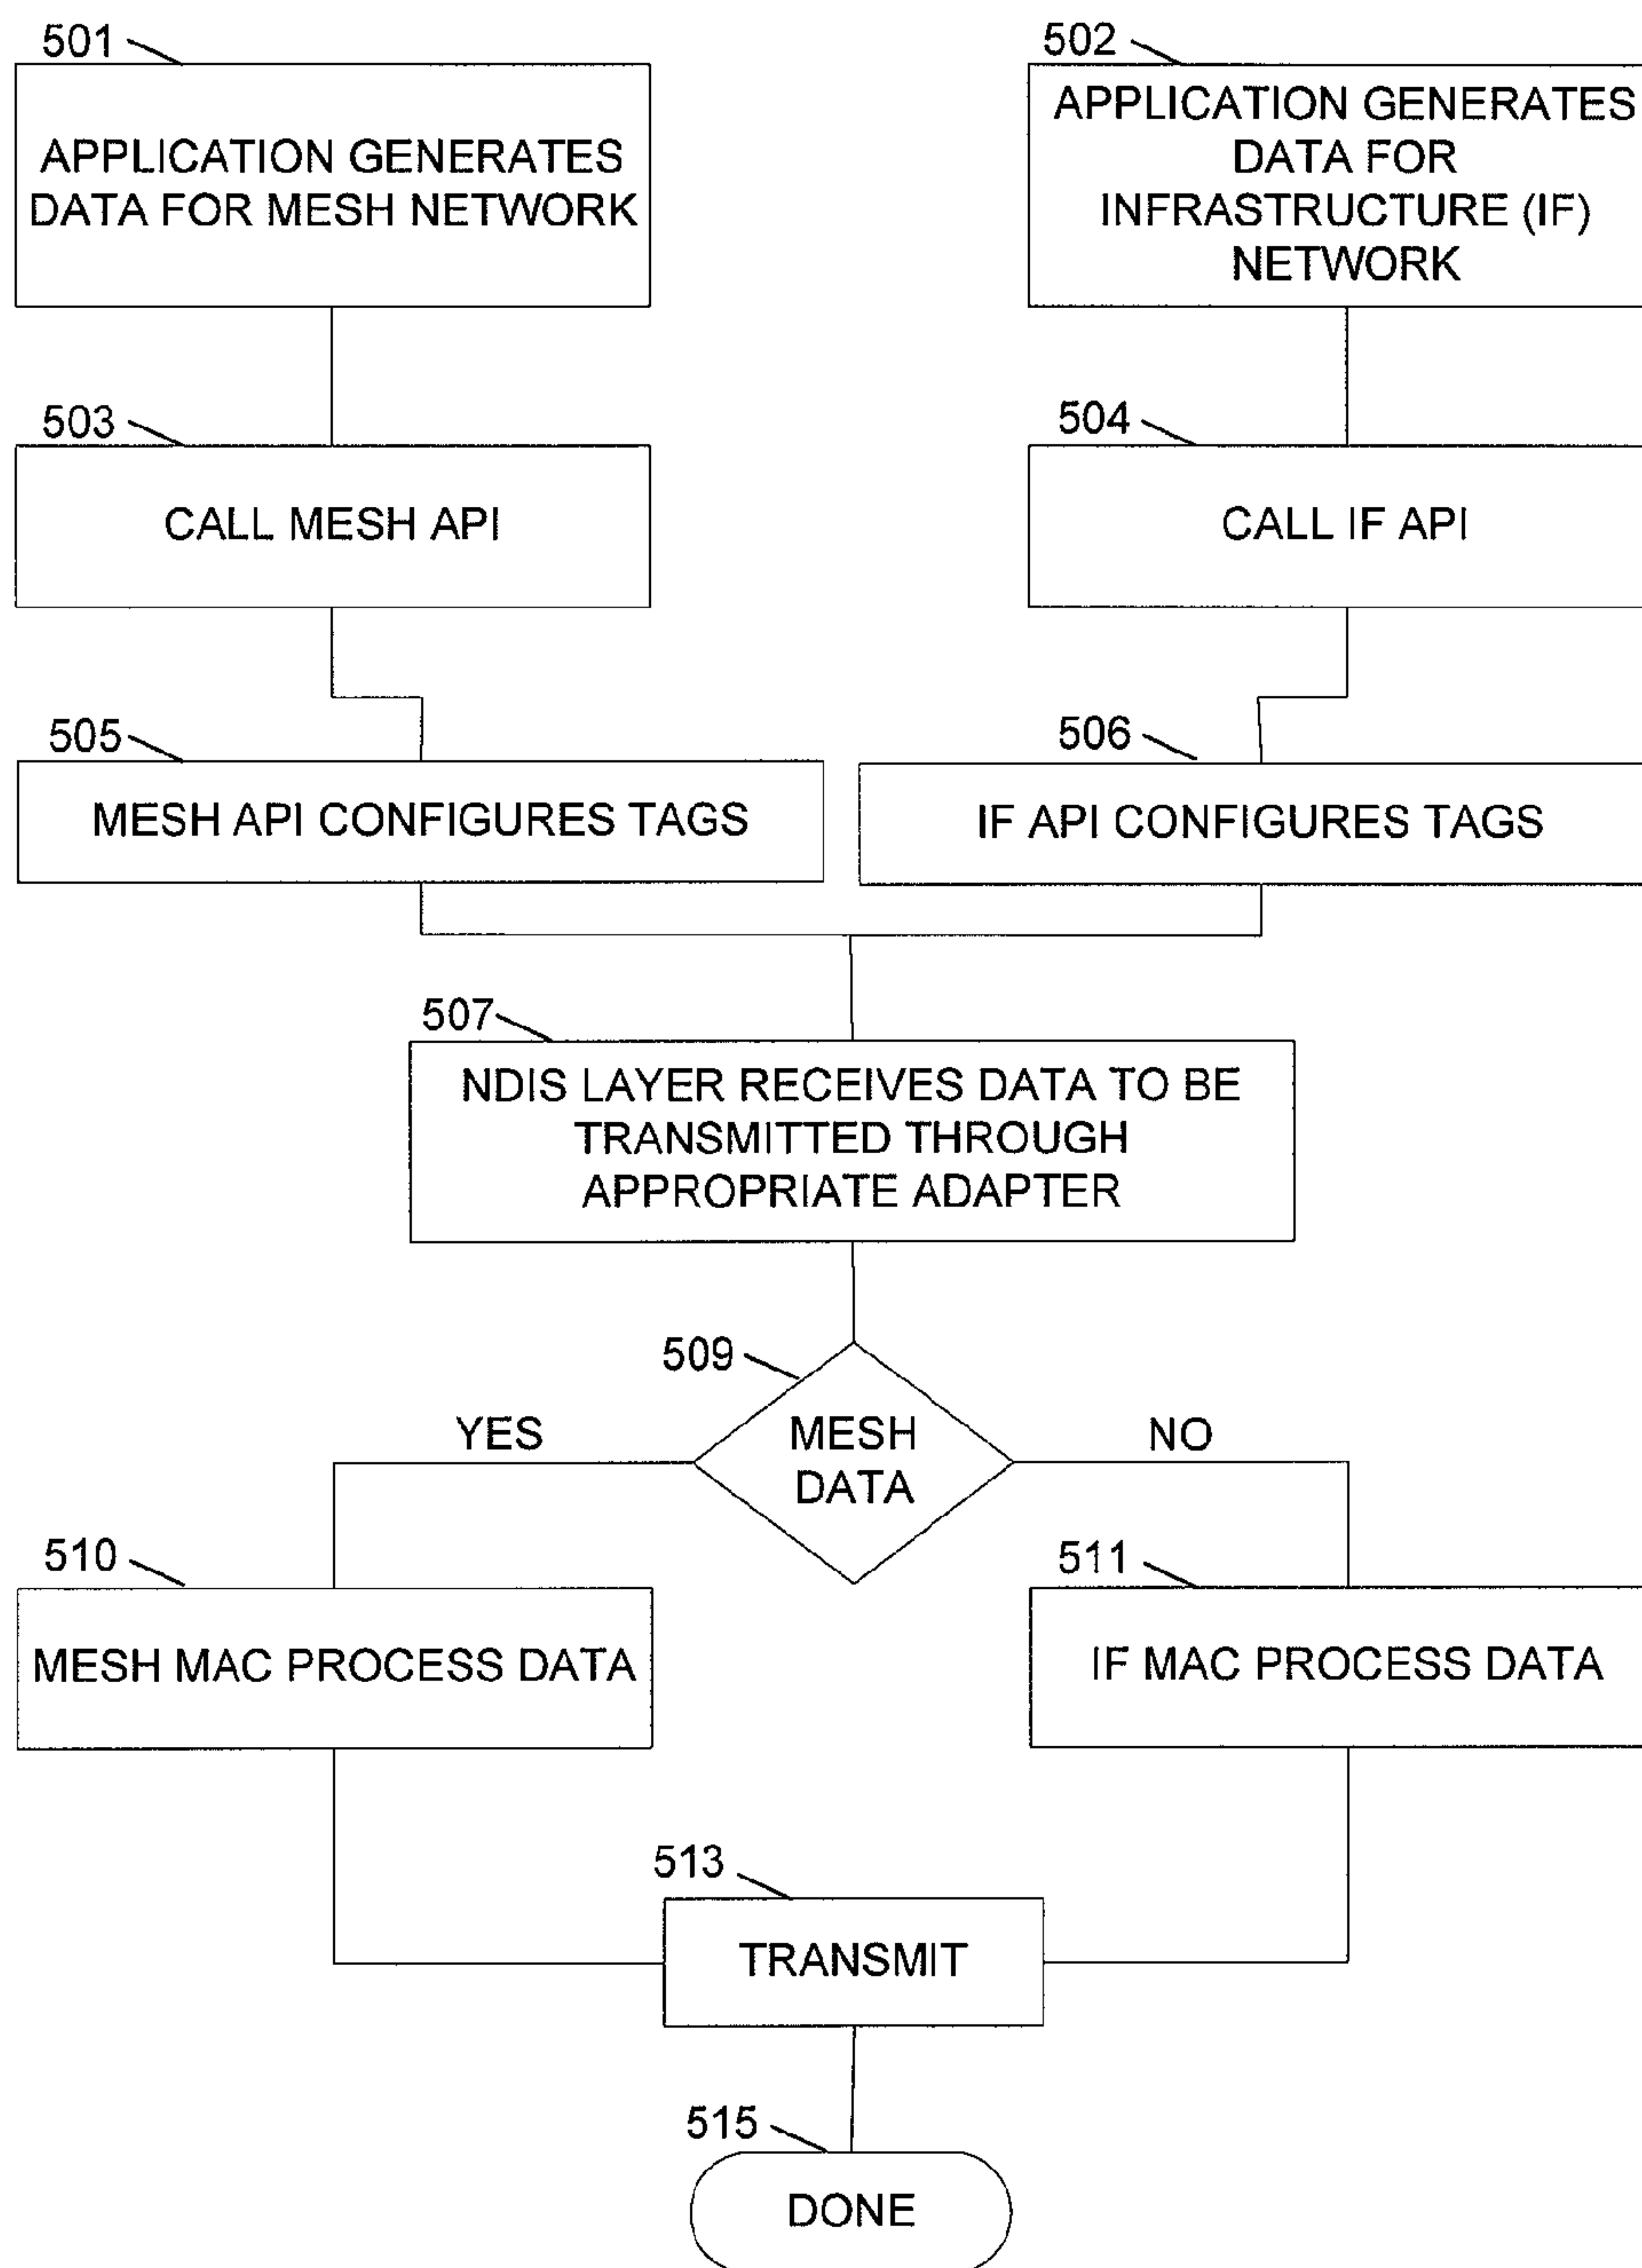 501
502
APPLICATION GENERATES
DATA FOR MESH NETWORK
APPLICATION GENERATES
DATA FOR
INFRASTRUCTURE (IF)
NETWORK
503
504
CALL MESH API
CALL IF API
505
506
MESH API CONFIGURES TAGS
IF API CONFIGURES TAGS
507
NDIS LAYER RECEIVES DATA TO BE
TRANSMITTED THROUGH
APPROPRIATE ADAPTER
509
YES
MESH
DATA
NO
510
511
MESH MAC PROCESS DATA
IF MAC PROCESS DATA
513
TRANSMIT
515
DONE